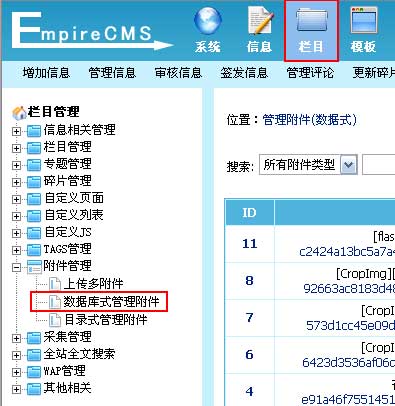 EmpireCMS
系统
信息
栏目
模板
增加信息 管理信息 审核信息 签发信息 管理评论 更新碎片
栏目管理
信息相关管理
栏目管理
专题管理
碎片管理
自定义页面
自定义列表
自定义JS
TAGS管理
附件管理
上传多附件
数据库式管理附件
目录式管理附件
采集管理
全站全文搜索
WAP管理
其他相关
位置：管理附件(数据式)
搜索: 所有附件类型
ID
11
[flas
c2424a13bc5a7a4
8
[CropImg][
92663ac8183d48
7
[CropI
573d1cc45e09d
6
[CropI
6423d3536af06c
4
e91a46f7551451